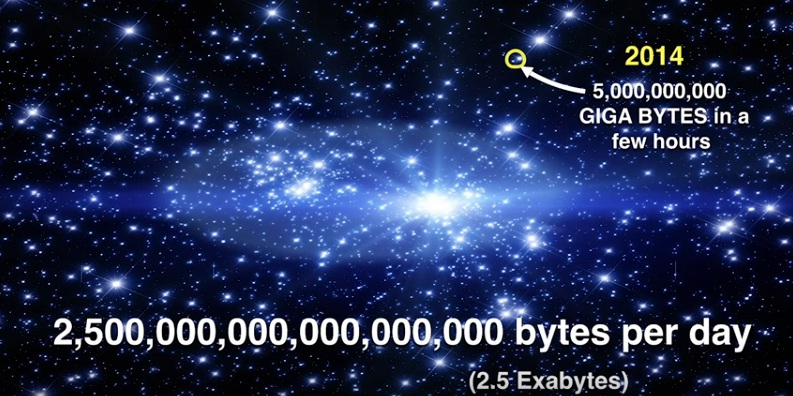 2014
5,000,000,000
GIGA BYTES in a
few hours
2,500,000,000,000,000,000 bytes per day
(2.5 Exabytes)